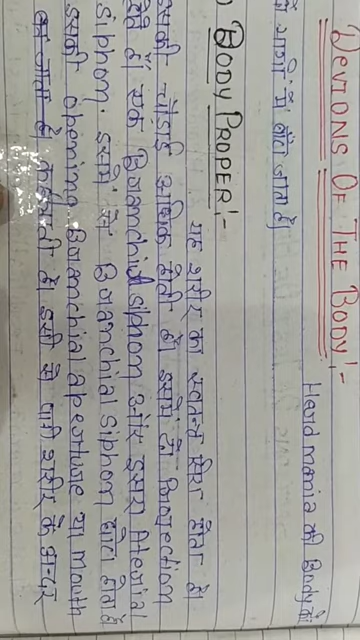 DEVIONS OF THE BODY:-
Herdmania की Body को
भागों में बाँटा जाता है।
BODY PROPER:-
यह शरीर का स्वतन्त्र सिरा होता है।
इसकी चौड़ाई अधिक होती है। इसमें दो Projection
होते हैं। एक Branchial siphon और दूसरा Atrial
Siphon. इसमें से Branchial Siphon छोटा होता है
इसकी opening Branchial aperture या mouth
कहलाती है। इसी से पानी शरीर के अन्दर